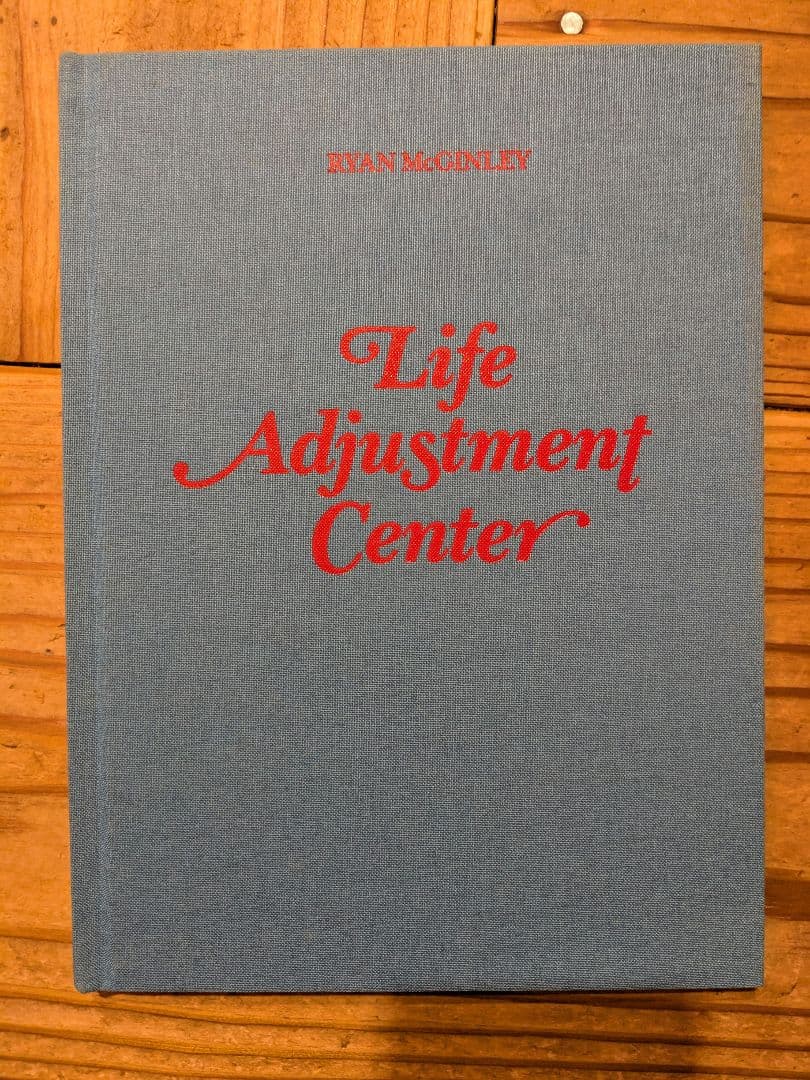 RYAN McGINLEY
Life
Adjustment
Center